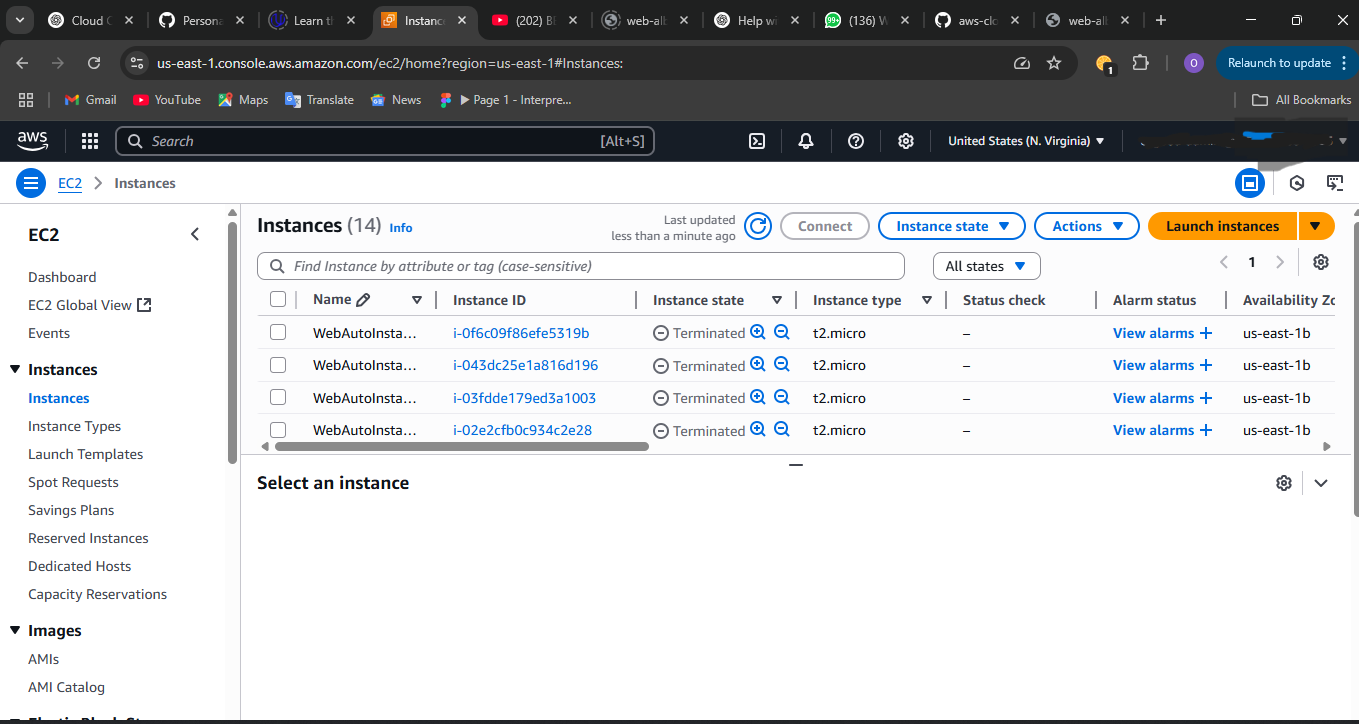 Cloud C
Persona
Learn th
Instanc
(202) BE
web-alb
Help wi
99+
(136) W
aws-clo
web-alb
us-east-1.console.aws.amazon.com/ec2/home?region=us-east-1#Instances:
1
O
Relaunch to update
Gmail
YouTube
Maps
Translate
News
Page 1 - Interpre...
All Bookmarks
aws
Search
[Alt+S]
United States (N. Virginia)
EC2 > Instances
EC2
Dashboard
EC2 Global View
Events
Instances
Instances
Instance Types
Launch Templates
Spot Requests
Savings Plans
Reserved Instances
Dedicated Hosts
Capacity Reservations
Images
AMIs
AMI Catalog
Instances (14) Info
Last updated
less than a minute ago
Connect
Instance state
Actions
Launch instances
Find Instance by attribute or tag (case-sensitive)
All states
1
Name Instance ID Instance state Instance type Status check Alarm status Availability Zo
WebAutoInsta... i-0f6c09f86efe5319b Terminated t2.micro – View alarms + us-east-1b
WebAutoInsta... i-043dc25e1a816d196 Terminated t2.micro – View alarms + us-east-1b
WebAutoInsta... i-03fdde179ed3a1003 Terminated t2.micro – View alarms + us-east-1b
WebAutoInsta... i-02e2cfb0c934c2e28 Terminated t2.micro – View alarms + us-east-1b
Select an instance